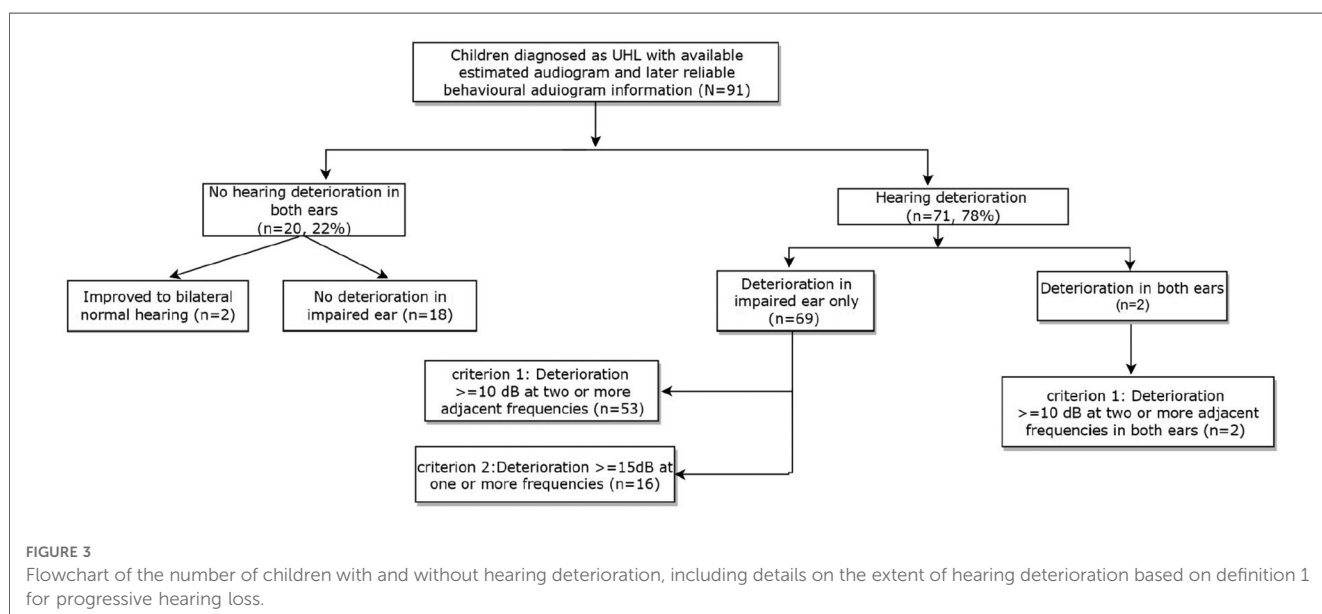 Children diagnosed as UHL with available
estimated audiogram and later reliable
behavioural aduiogram information (N=91)
No hearing deterioration in
both ears
(n=20, 22%)
Hearing deterioration
(n=71, 78%)
Improved to bilateral
normal hearing (n=2)
No deterioration in
impaired ear (n=18)
Deterioration in
impaired ear only
(n=69)
Deterioration in both ears
(n=2)
criterion 1: Deterioration
>=10 dB at two or more
adjacent frequencies (n=53)
criterion 1: Deterioration
>=10 dB at two or more adjacent
frequencies in both ears (n=2)
criterion 2:Deterioration >=15dB at
one or more frequencies (n=16)
FIGURE 3
Flowchart of the number of children with and without hearing deterioration, including details on the extent of hearing deterioration based on definition 1
for progressive hearing loss.